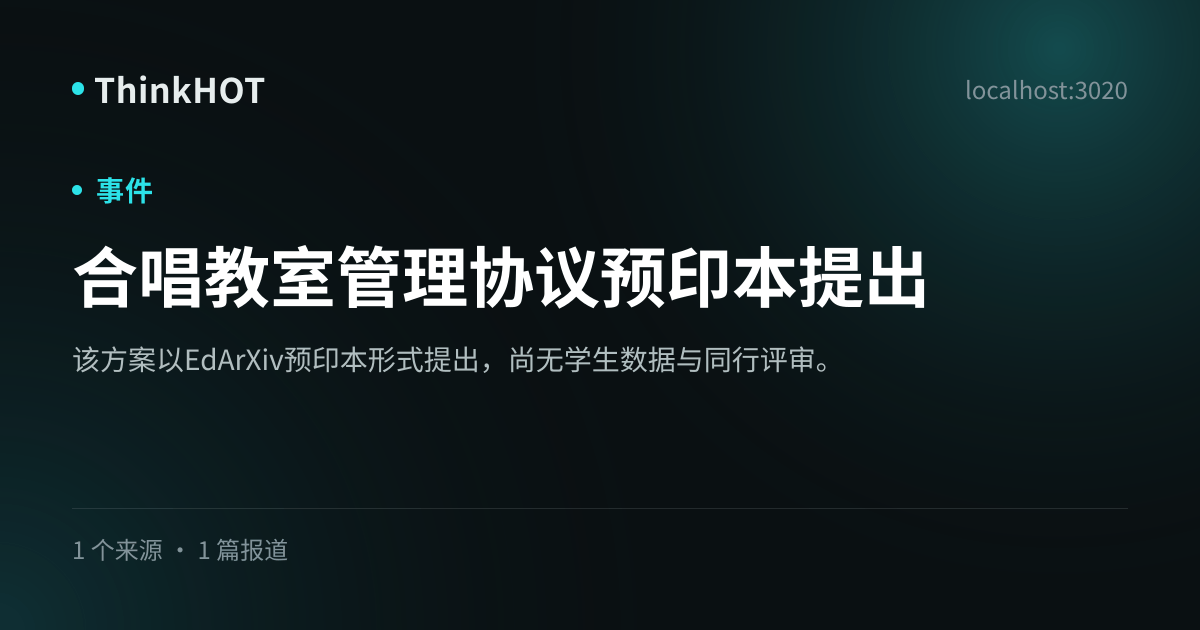 ThinkHOT
localhost:3020
事件
合唱教室管理协议预印本提出
该方案以EdArXiv预印本形式提出，尚无学生数据与同行评审。
1 个来源 · 1 篇报道